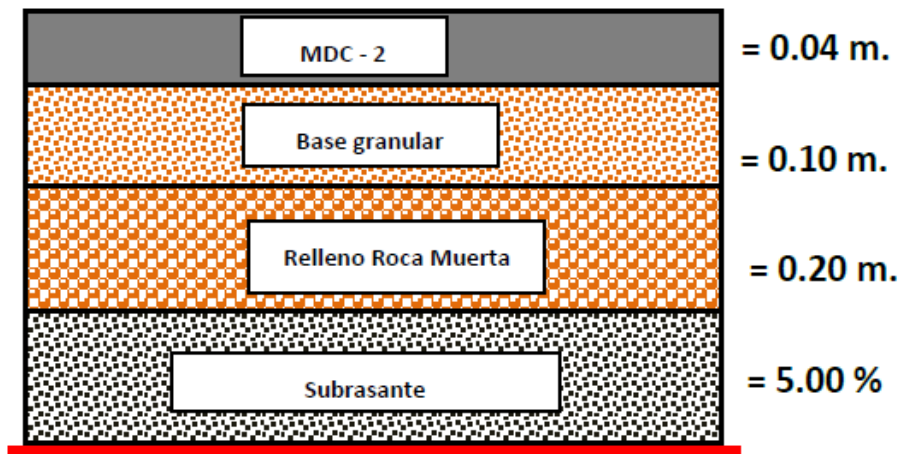 MDC - 2
= 0.04 m.
Base granular
= 0.10 m.
Relleno Roca Muerta
= 0.20 m.
Subrasante
= 5.00 %